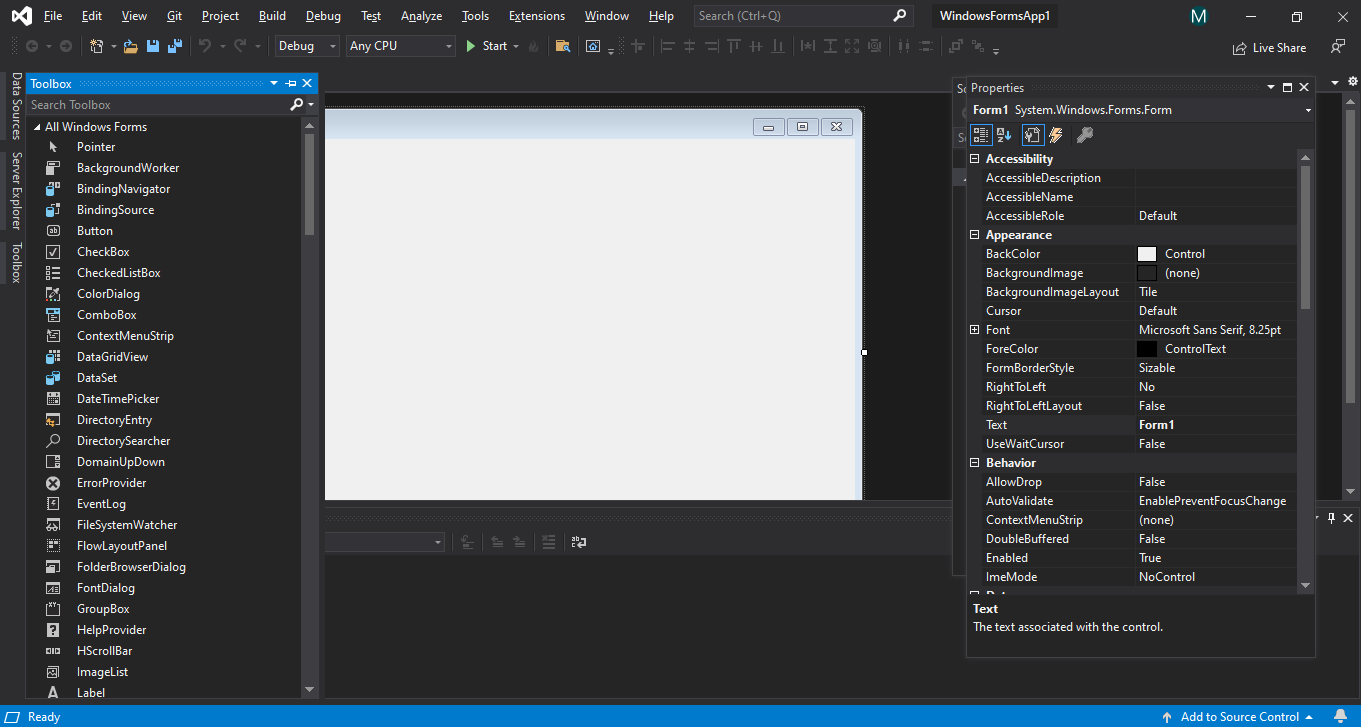 File Edit View Git Project Build Debug Test Analyze Tools Extensions Window Help Search (Ctrl+Q) WindowsFormsApp1 M
Debug Any CPU Start Live Share
Data Sources
Server Explorer
Toolbox
Toolbox
Search Toolbox
All Windows Forms
Pointer
BackgroundWorker
BindingNavigator
BindingSource
Button
CheckBox
CheckedListBox
ColorDialog
ComboBox
ContextMenuStrip
DataGridView
DataSet
DateTimePicker
DirectoryEntry
DirectorySearcher
DomainUpDown
ErrorProvider
EventLog
FileSystemWatcher
FlowLayoutPanel
FolderBrowserDialog
FontDialog
GroupBox
HelpProvider
HScrollBar
ImageList
Label
Properties
Form1 System.Windows.Forms.Form
Accessibility
AccessibleDescription
AccessibleName
AccessibleRole Default
Appearance
BackColor Control
BackgroundImage (none)
BackgroundImageLayout Tile
Cursor Default
Font Microsoft Sans Serif, 8.25pt
ForeColor ControlText
FormBorderStyle Sizable
RightToLeft No
RightToLeftLayout False
Text Form1
UseWaitCursor False
Behavior
AllowDrop False
AutoValidate EnablePreventFocusChange
ContextMenuStrip (none)
DoubleBuffered False
Enabled True
ImeMode NoControl
Text
The text associated with the control.
Ready Add to Source Control